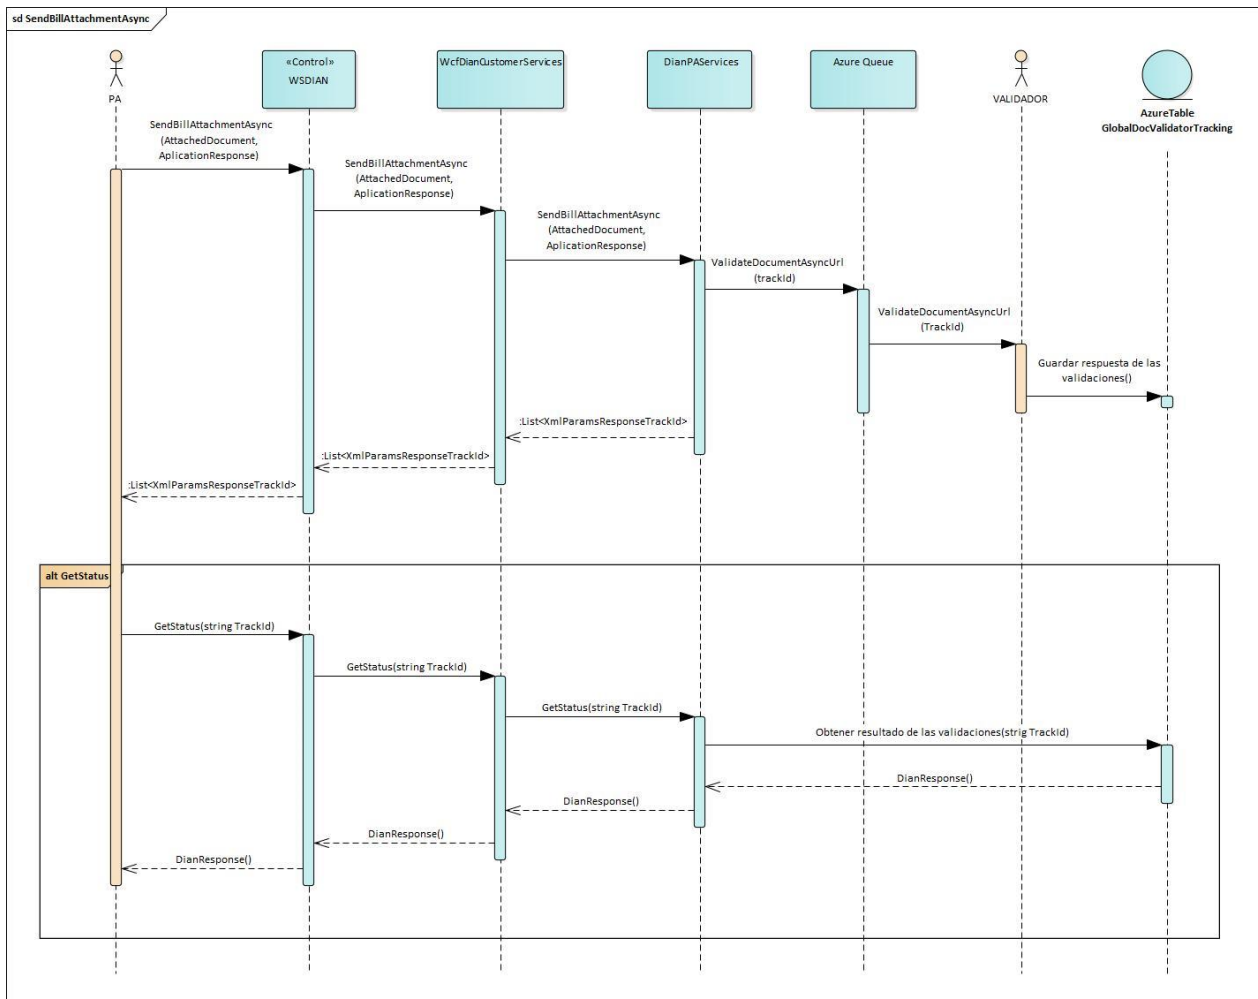 sd SendBillAttachmentAsync
PA
«Control»
WSDIAN
WcfDianCustomerServices
DianPAServices
Azure Queue
VALIDADOR
AzureTable
GlobalDocValidatorTracking
SendBillAttachmentAsync
(AttachedDocument,
AplicationResponse)
SendBillAttachmentAsync
(AttachedDocument,
AplicationResponse)
SendBillAttachmentAsync
(AttachedDocument,
AplicationResponse)
ValidateDocumentAsyncUrl
(trackId)
ValidateDocumentAsyncUrl
(TrackId)
Guardar respuesta de las
validaciones()
:List<XmlParamsResponseTrackId>
:List<XmlParamsResponseTrackId>
:List<XmlParamsResponseTrackId>
alt GetStatus
GetStatus(string TrackId)
GetStatus(string TrackId)
GetStatus(string TrackId)
Obtener resultado de las validaciones(strig TrackId)
DianResponse()
DianResponse()
DianResponse()
DianResponse()